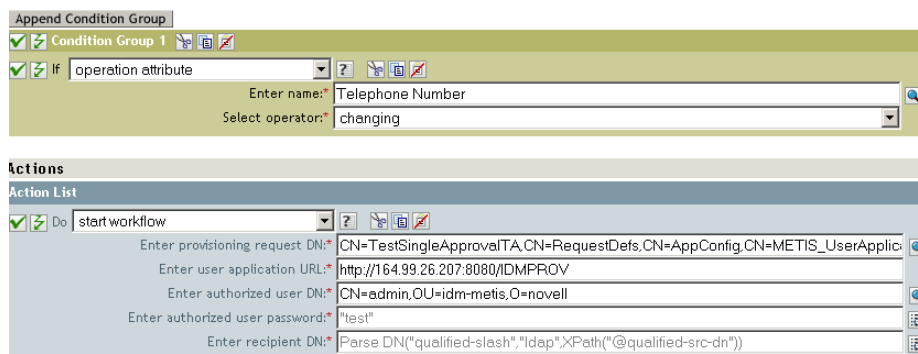 Append Condition Group
Condition Group 1
If operation attribute ?
Enter name:* Telephone Number
Select operator:* changing
Actions
Action List
Do start workflow ?
Enter provisioning request DN:* CN=TestSingleApprovalTA,CN=RequestDefs,CN=AppConfig,CN=METIS_UserApplica
Enter user application URL:* http://164.99.26.207:8080/IDMPROV
Enter authorized user DN:* CN=admin,OU=idm-metis,O=novell
Enter authorized user password:* "test"
Enter recipient DN:* Parse DN("qualified-slash","ldap",XPath("@qualified-src-dn"))